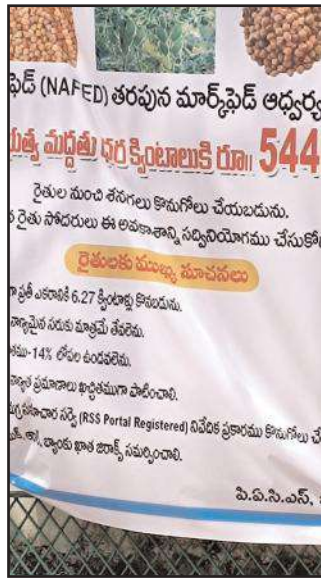 ఫెడ్ (NAFED) తరపున మార్క్‌ఫెడ్ ఆధ్వర్య
మద్దతు ధర క్వింటాలుకి రూ॥ 544
రైతుల నుంచి శెనగలు కొనుగోలు చేయబడును.
రైతు సోదరులు ఈ అవకాశాన్ని సద్వినియోగము చేసుకో
రైతులకు ముఖ్య సూచనలు
ప్రతీ ఎకరానికి 6.27 క్వింటాళ్లు కొనబడును.
నాణ్యమైన సరుకు మాత్రమే తేవలెను.
14% లోపల ఉండవలెను.
ప్రమాణాలు ఖచ్చితముగా పాటించాలి.
సర్వే (RSS Portal Registered) నివేదిక ప్రకారము కొనుగోలు చే
బ్యాంకు ఖాత జెరాక్స్ సమర్పించాలి.
పి.ఏ.సి.ఎస్,